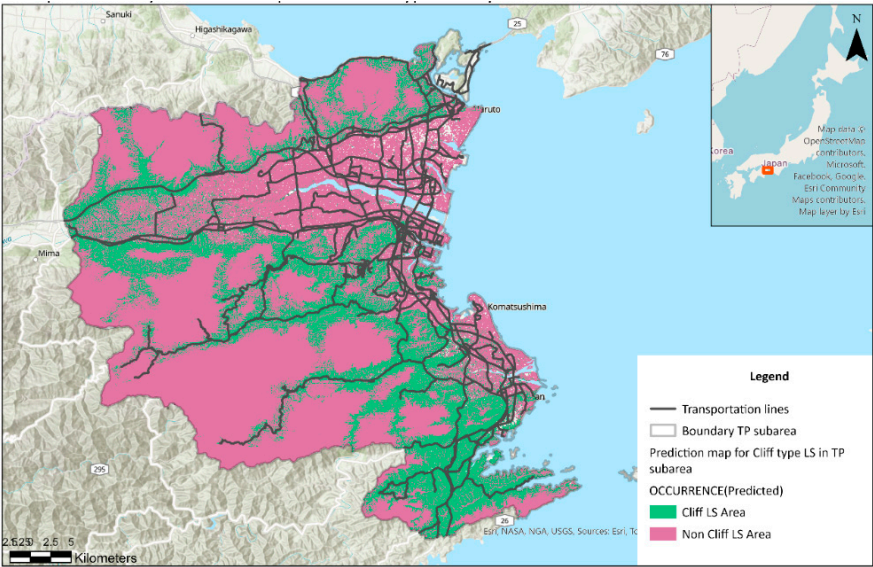 Sanuki
Higashikagawa
25
76
N
Map data ©
OpenStreetMap
contributors,
Microsoft,
Facebook, Google,
Esri Community
Maps contributors,
Map layer by Esri
Korea
Japan
Naruto
Mima
Komatsushima
nan
295
26
Esri, NASA, NGA, USGS, Sources: Esri, To
2.5 5
Kilometers
Legend
Transportation lines
Boundary TP subarea
Prediction map for Cliff type LS in TP
subarea
OCCURRENCE(Predicted)
Cliff LS Area
Non Cliff LS Area